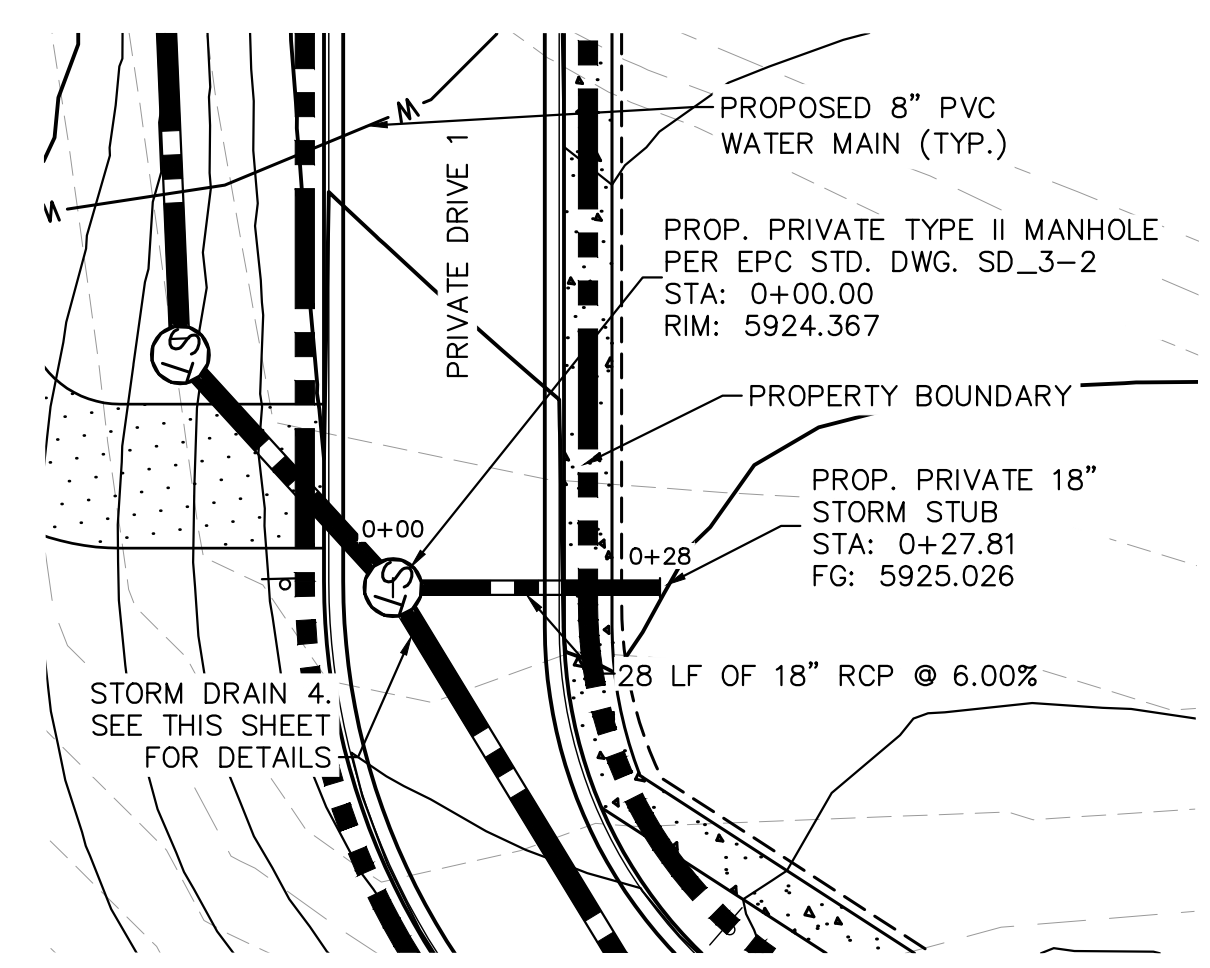 PROPOSED 8" PVC
WATER MAIN (TYP.)
W
W
PRIVATE DRIVE 1
PROP. PRIVATE TYPE II MANHOLE
PER EPC STD. DWG. SD_3-2
STA: 0+00.00
RIM: 5924.367
PROPERTY BOUNDARY
PROP. PRIVATE 18"
STORM STUB
STA: 0+27.81
FG: 5925.026
ST
0+00
ST
0+28
28 LF OF 18" RCP @ 6.00%
STORM DRAIN 4.
SEE THIS SHEET
FOR DETAILS